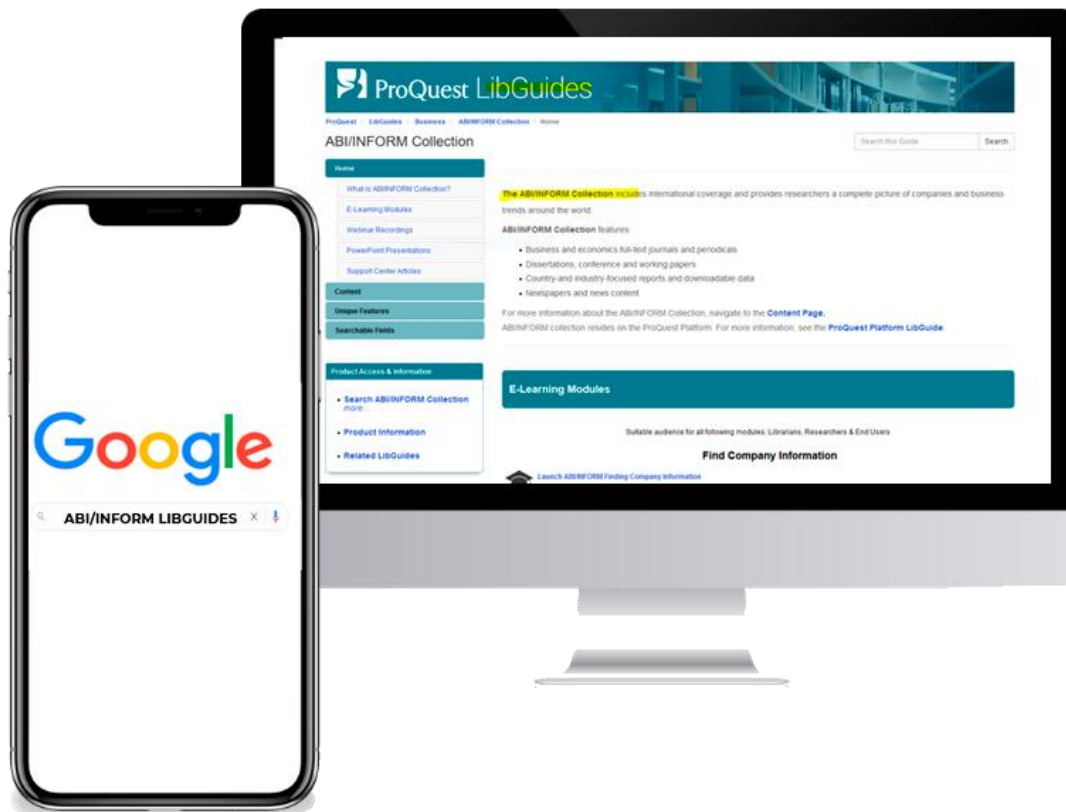 ProQuest LibGuides
ProQuest / LibGuides / Business / ABI/INFORM Collection / Home
ABI/INFORM Collection
Search this Guide Search
Home
What is ABI/INFORM Collection?
E-Learning Modules
Webinar Recordings
PowerPoint Presentations
Support Center Articles
Content
Unique Features
Searchable Fields
Product Access & Information
Search ABI/INFORM Collection
more...
Product Information
Related LibGuides
The ABI/INFORM Collection includes international coverage and provides researchers a complete picture of companies and business
trends around the world.
ABI/INFORM Collection features:
• Business and economics full-text journals and periodicals
• Dissertations, conference and working papers
• Country-and industry-focused reports and downloadable data
• Newspapers and news content
For more information about the ABI/INFORM Collection, navigate to the Content Page.
ABI/INFORM collection resides on the ProQuest Platform. For more information, see the ProQuest Platform LibGuide.
E-Learning Modules
Suitable audience for all following modules: Librarians, Researchers & End Users
Find Company Information
Launch ABI/INFORM Finding Company Information
Google
ABI/INFORM LIBGUIDES X